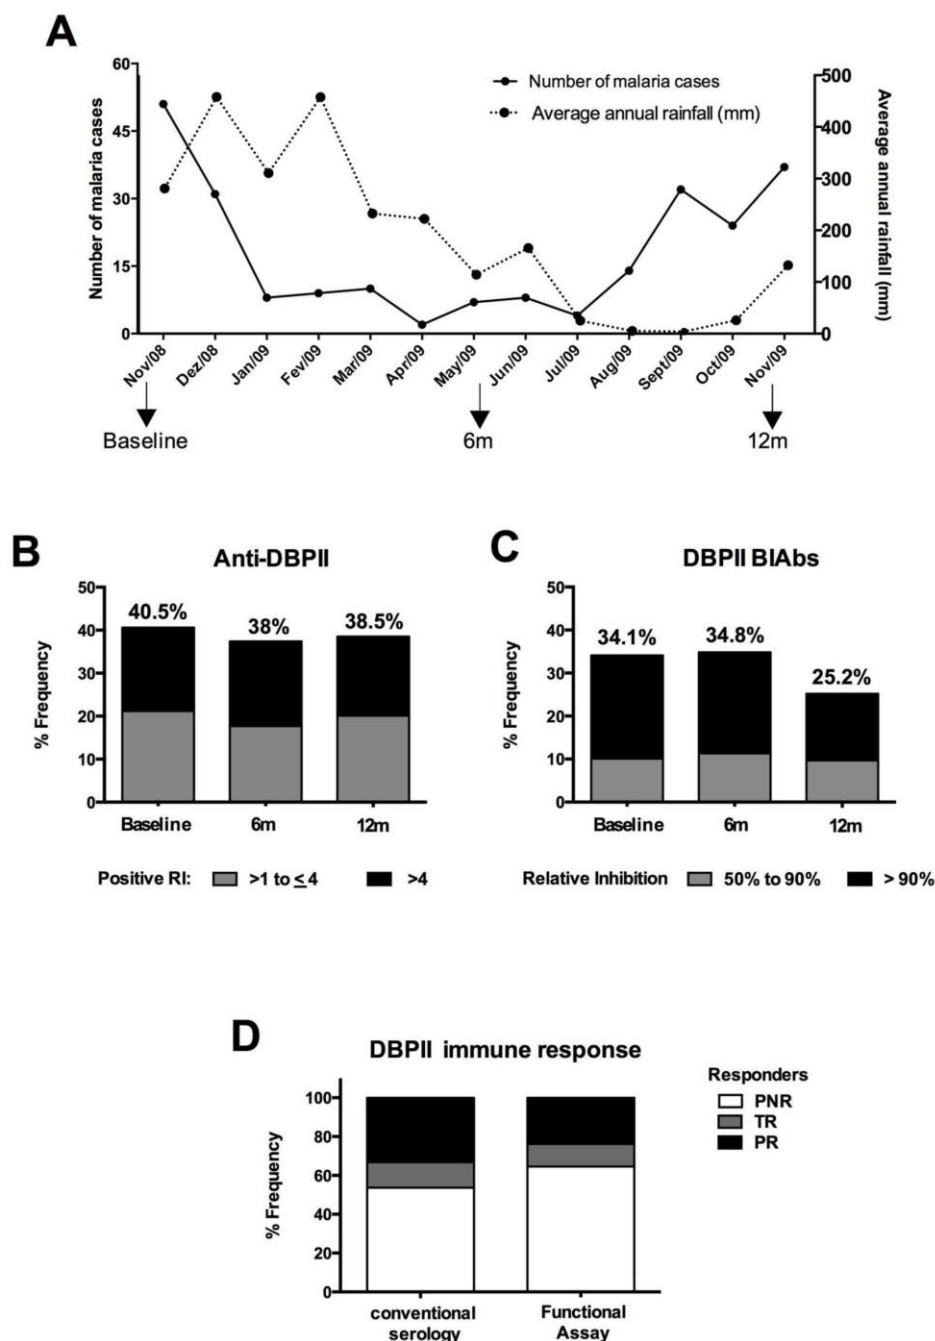 A
Number of malaria cases
60
45
30
15
0
Number of malaria cases
Average annual rainfall (mm)
500
400
300
200
100
0
Average annual rainfall (mm)
Nov/08
Dez/08
Jan/09
Fev/09
Mar/09
Apr/09
May/09
Jun/09
Jul/09
Aug/09
Sept/09
Oct/09
Nov/09
Baseline 6m 12m
B
Anti-DBPII
% Frequency
50
40
30
20
10
0
40.5%
38%
38.5%
Baseline 6m 12m
Positive RI: >1 to ≤ 4 >4
C
DBPII BIAbs
% Frequency
50
40
30
20
10
0
34.1%
34.8%
25.2%
Baseline 6m 12m
Relative Inhibition 50% to 90% > 90%
D
DBPII immune response
% Frequency
100
80
60
40
20
0
conventional
serology
Functional
Assay
Responders
PNR
TR
PR